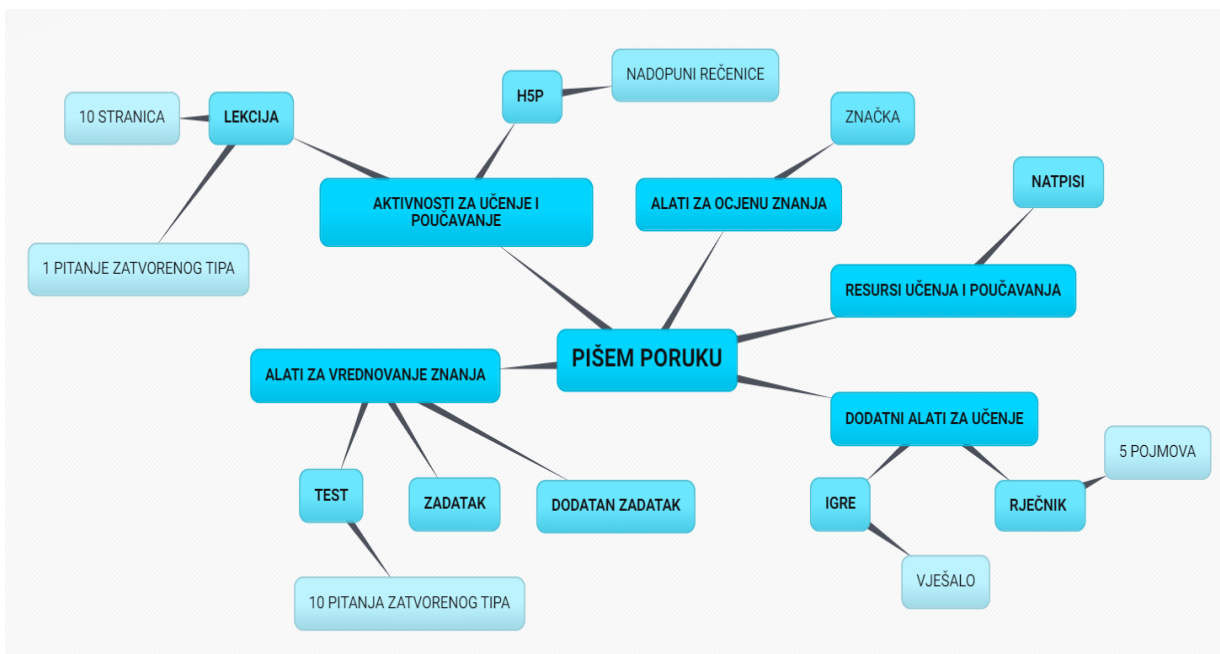 H5P
NADOPUNI REČENICE
10 STRANICA
LEKCIJA
ZNAČKA
NATPISI
AKTIVNOSTI ZA UČENJE I
POUČAVANJE
ALATI ZA OCJENU ZNANJA
1 PITANJE ZATVORENOG TIPA
RESURSI UČENJA I POUČAVANJA
PIŠEM PORUKU
ALATI ZA VREDNOVANJE ZNANJA
DODATNI ALATI ZA UČENJE
5 POJMOVA
TEST
ZADATAK
DODATAN ZADATAK
IGRE
RJEČNIK
VJEŠALO
10 PITANJA ZATVORENOG TIPA